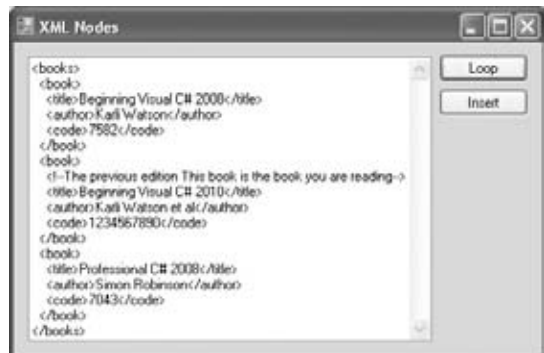 XML Nodes
<books>
<book>
<title>Beginning Visual C# 2008</title>
<author>Karli Watson</author>
<code>7582</code>
</book>
<book>
<!--The previous edition This book is the book you are reading-->
<title>Beginning Visual C# 2010</title>
<author>Karli Watson et al</author>
<code>1234567890</code>
</book>
<book>
<title>Professional C# 2008</title>
<author>Simon Robinson</author>
<code>7043</code>
</book>
</books>
Loop
Insert